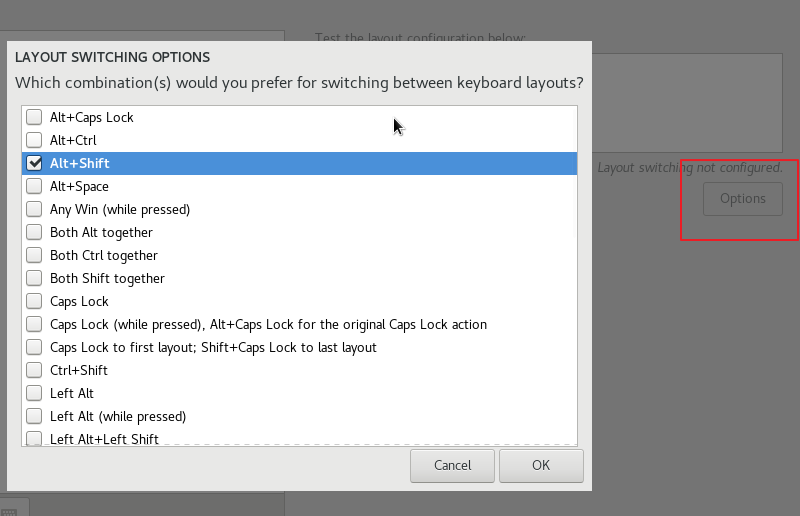 Test the layout configuration below:
LAYOUT SWITCHING OPTIONS
Which combination(s) would you prefer for switching between keyboard layouts?
Alt+Caps Lock
Alt+Ctrl
Alt+Shift
Alt+Space
Any Win (while pressed)
Both Alt together
Both Ctrl together
Both Shift together
Caps Lock
Caps Lock (while pressed), Alt+Caps Lock for the original Caps Lock action
Caps Lock to first layout; Shift+Caps Lock to last layout
Ctrl+Shift
Left Alt
Left Alt (while pressed)
Left Alt+Left Shift
Cancel
OK
Layout switching not configured.
Options